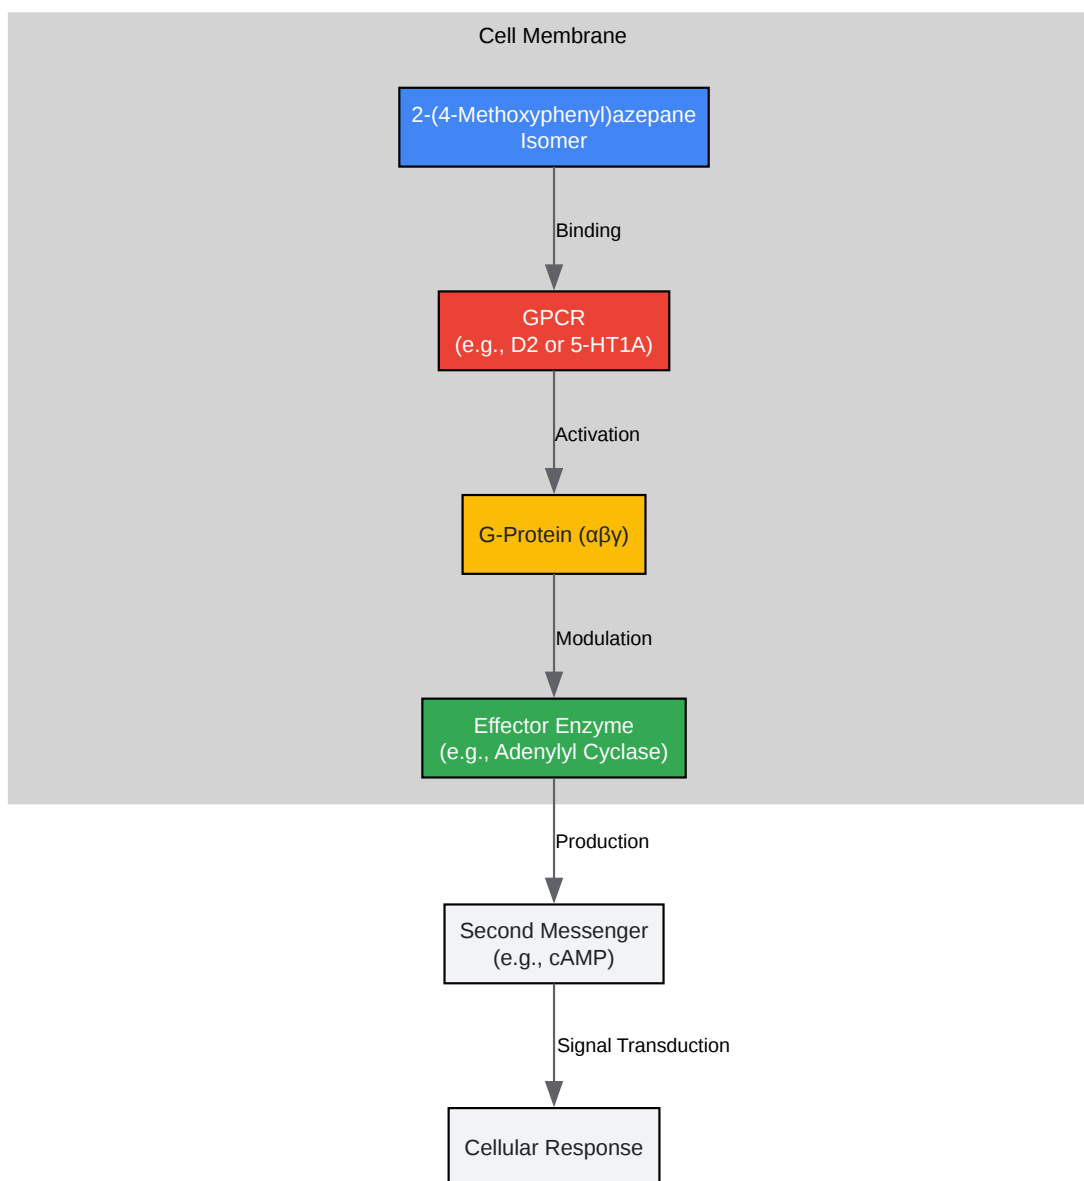 Cell Membrane
2-(4-Methoxyphenyl)azepane
Isomer
Binding
GPCR
(e.g., D2 or 5-HT1A)
Activation
G-Protein (αβγ)
Modulation
Effector Enzyme
(e.g., Adenylyl Cyclase)
Production
Second Messenger
(e.g., cAMP)
Signal Transduction
Cellular Response